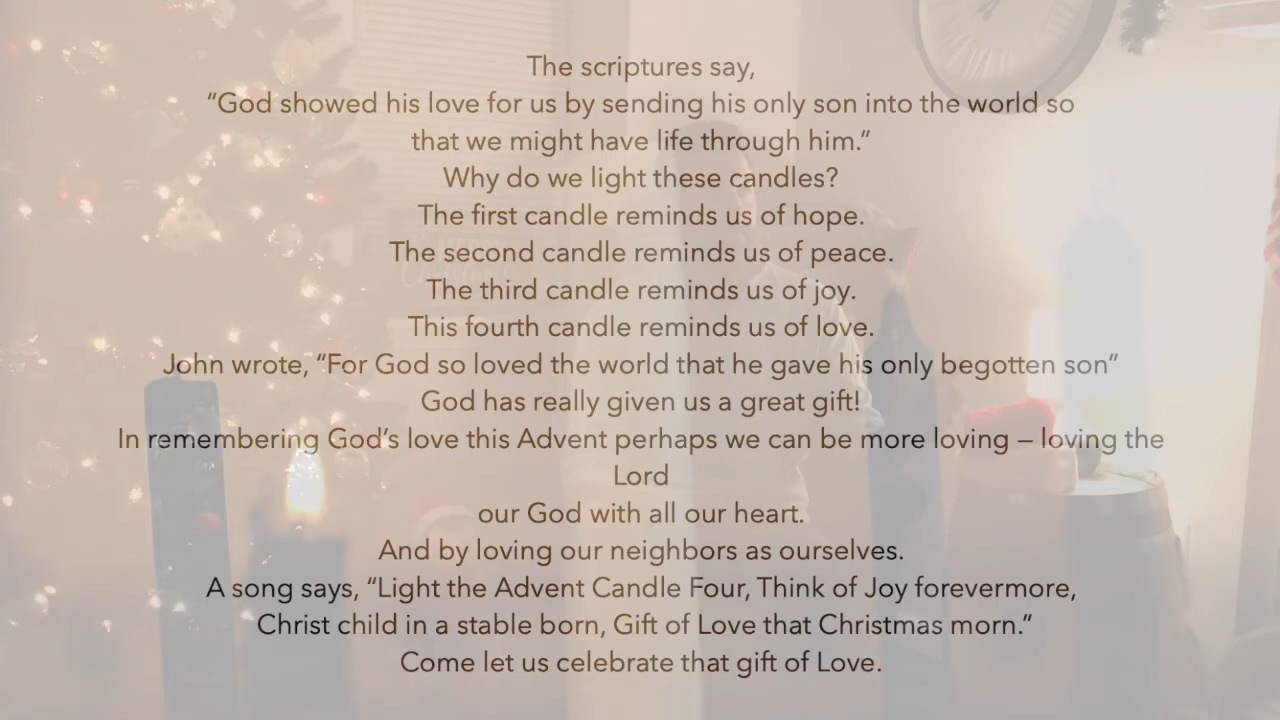 The scriptures say,
“God showed his love for us by sending his only son into the world so
that we might have life through him.”
Why do we light these candles?
The first candle reminds us of hope.
The second candle reminds us of peace.
The third candle reminds us of joy.
This fourth candle reminds us of love.
John wrote, “For God so loved the world that he gave his only begotten son”
God has really given us a great gift!
In remembering God’s love this Advent perhaps we can be more loving – loving the
Lord
our God with all our heart.
And by loving our neighbors as ourselves.
A song says, “Light the Advent Candle Four, Think of Joy forevermore,
Christ child in a stable born, Gift of Love that Christmas morn.”
Come let us celebrate that gift of Love.